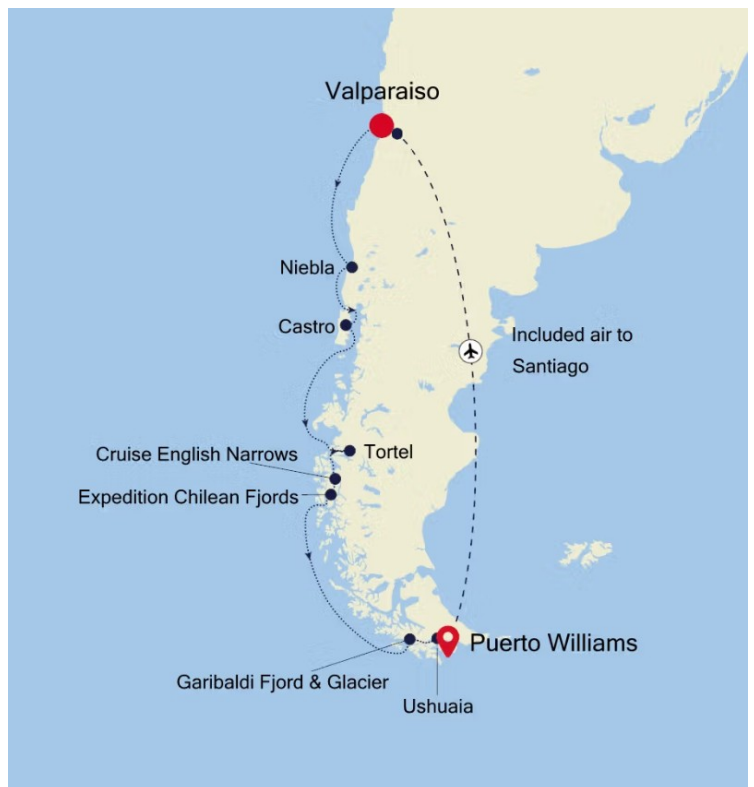 Valparaiso
Niebla
Castro
Included air to
Santiago
Tortel
Cruise English Narrows
Expedition Chilean Fjords
Puerto Williams
Garibaldi Fjord & Glacier
Ushuaia